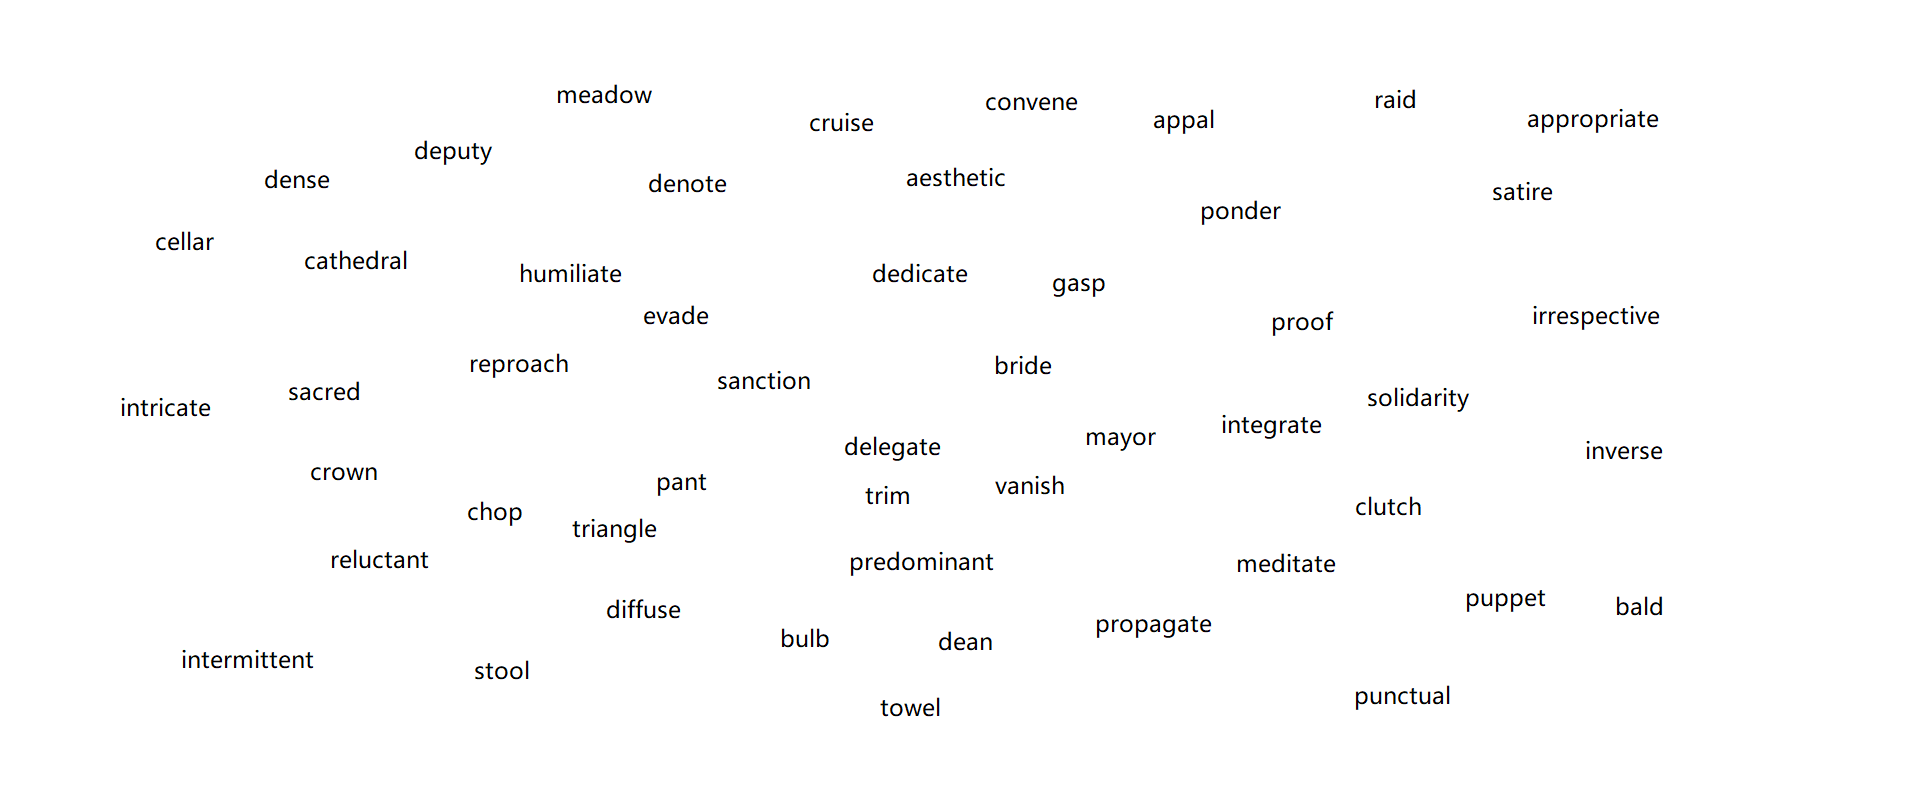 meadow
convene
raid
cruise
appal
appropriate
deputy
dense
denote
aesthetic
satire
ponder
cellar
cathedral
humiliate
dedicate
gasp
evade
proof
irrespective
reproach
sanction
bride
sacred
intricate
solidarity
integrate
delegate
mayor
inverse
crown
pant
trim
vanish
chop
clutch
triangle
reluctant
predominant
meditate
diffuse
puppet
bald
bulb
dean
propagate
intermittent
stool
towel
punctual